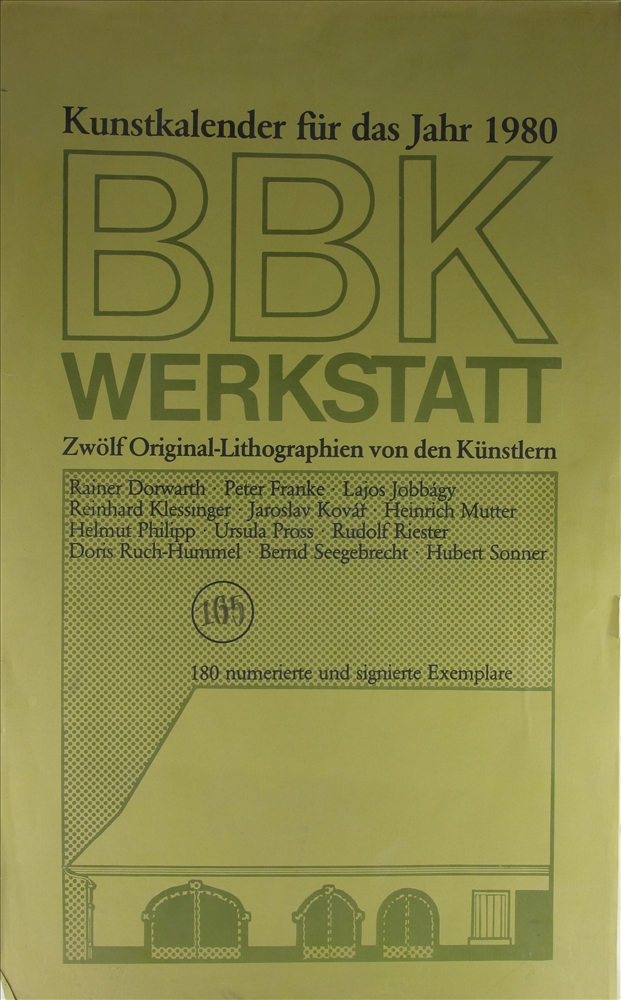 Kunstkalender für das Jahr 1980
BBK
WERKSTATT
Zwölf Original-Lithographien von den Künstlern
Rainer Dorwarth · Peter Franke · Lajos Jobbágy
Reinhard Klessinger · Jaroslav Kovář · Heinrich Mutter
Helmut Philipp · Ursula Pross · Rudolf Riester
Doris Ruch-Hummel · Bernd Seegebrecht · Hubert Sonner
165
180 numerierte und signierte Exemplare